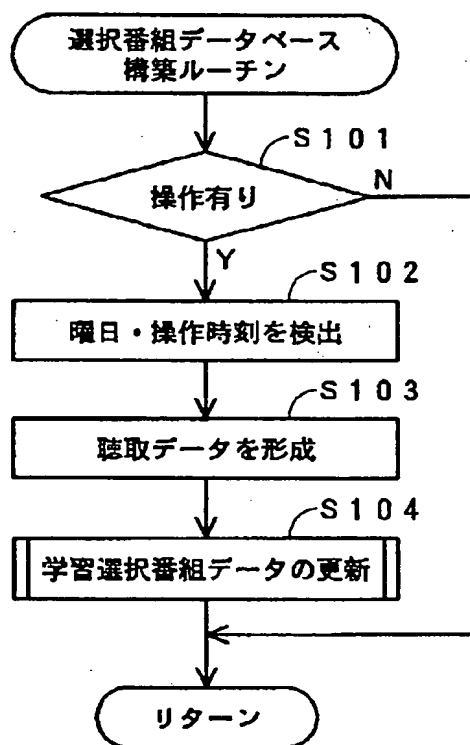 選択番組データベース
構築ルーチン
S101
操作有り
N
Y
S102
曜日・操作時刻を検出
S103
聴取データを形成
S104
学習選択番組データの更新
リターン